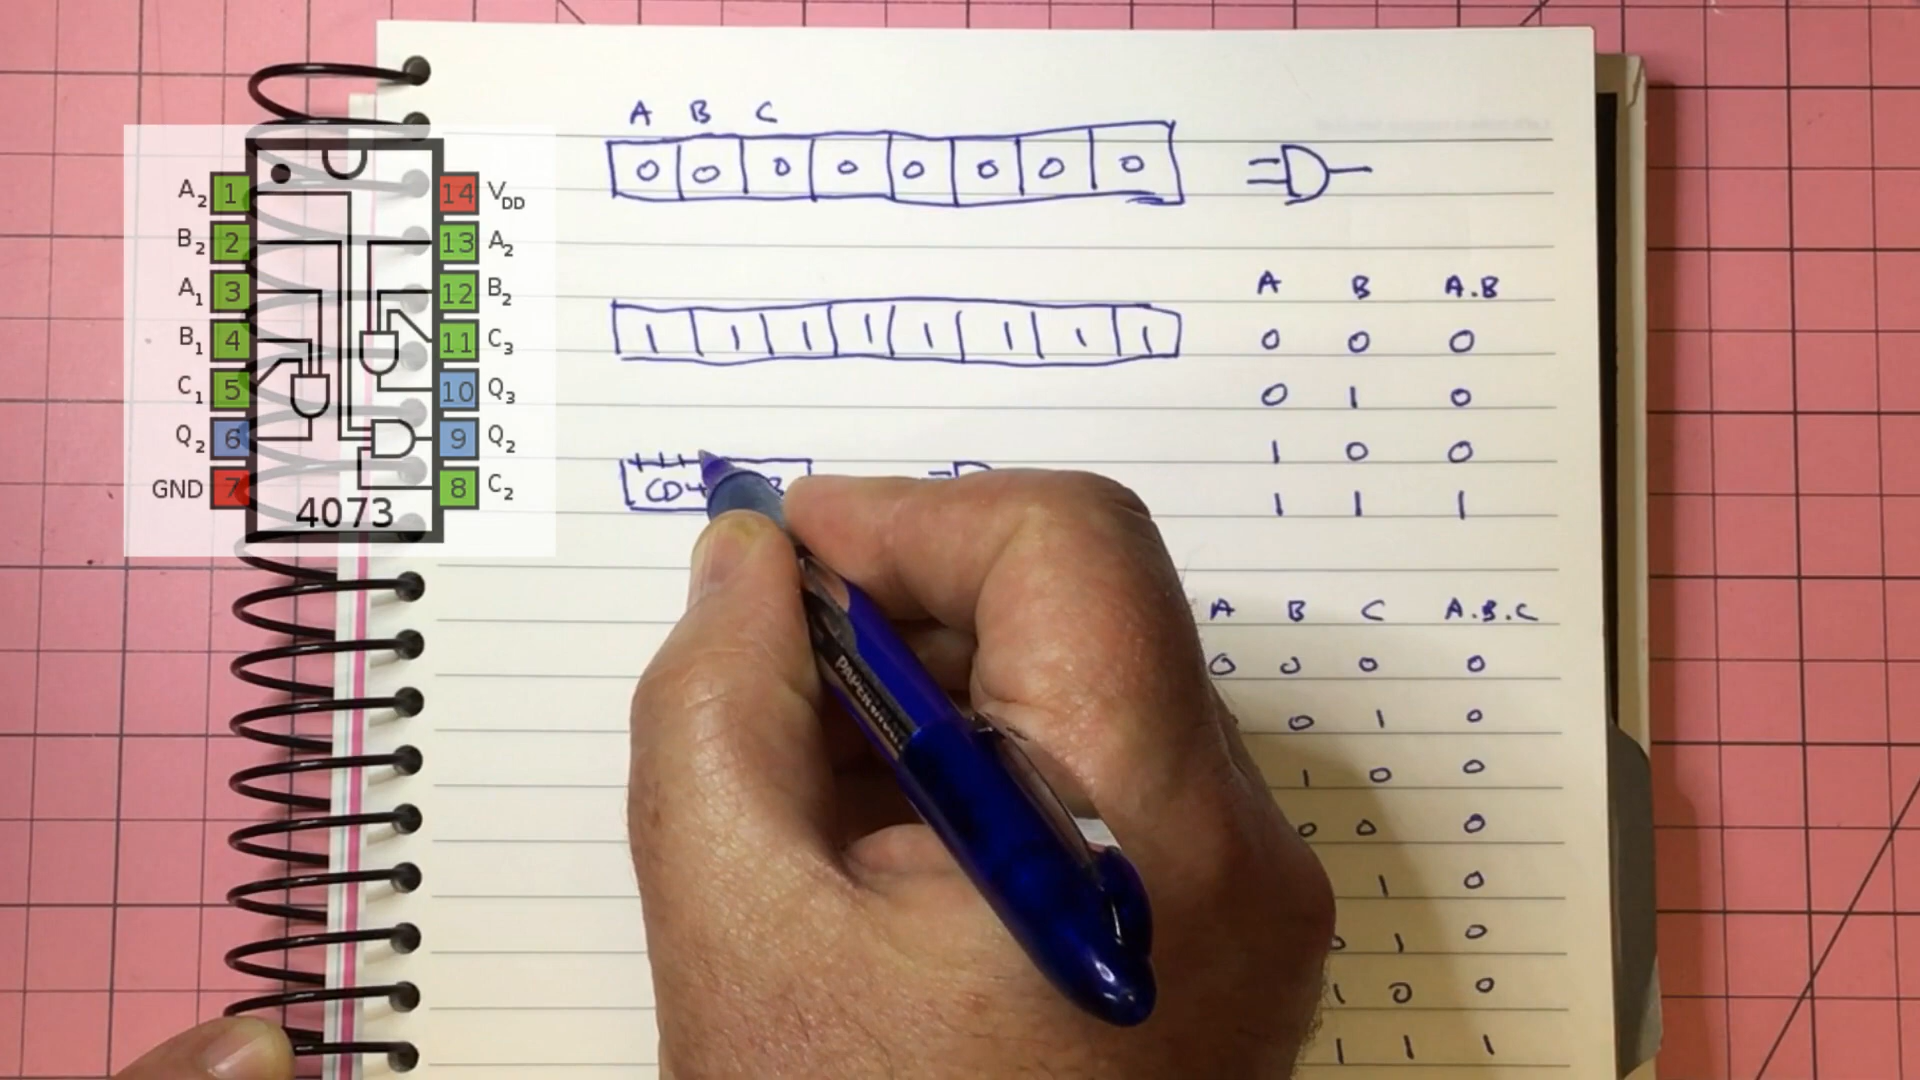 A B C
0 0 0 0 0 0 0 0
1 1 1 1 1 1 1 1
A B A.B
0 0 0
0 1 0
1 0 0
1 1 1
CD4
A B C A.B.C
0 0 0 0
0 1 0
1 0 0
0 0 0
1 0
0 1 0
1 0 0
1 1 1
A2 1
B2 2
A1 3
B1 4
C1 5
Q2 6
GND 7
14 VDD
13 A2
12 B2
11 C3
10 Q3
9 Q2
8 C2
4073